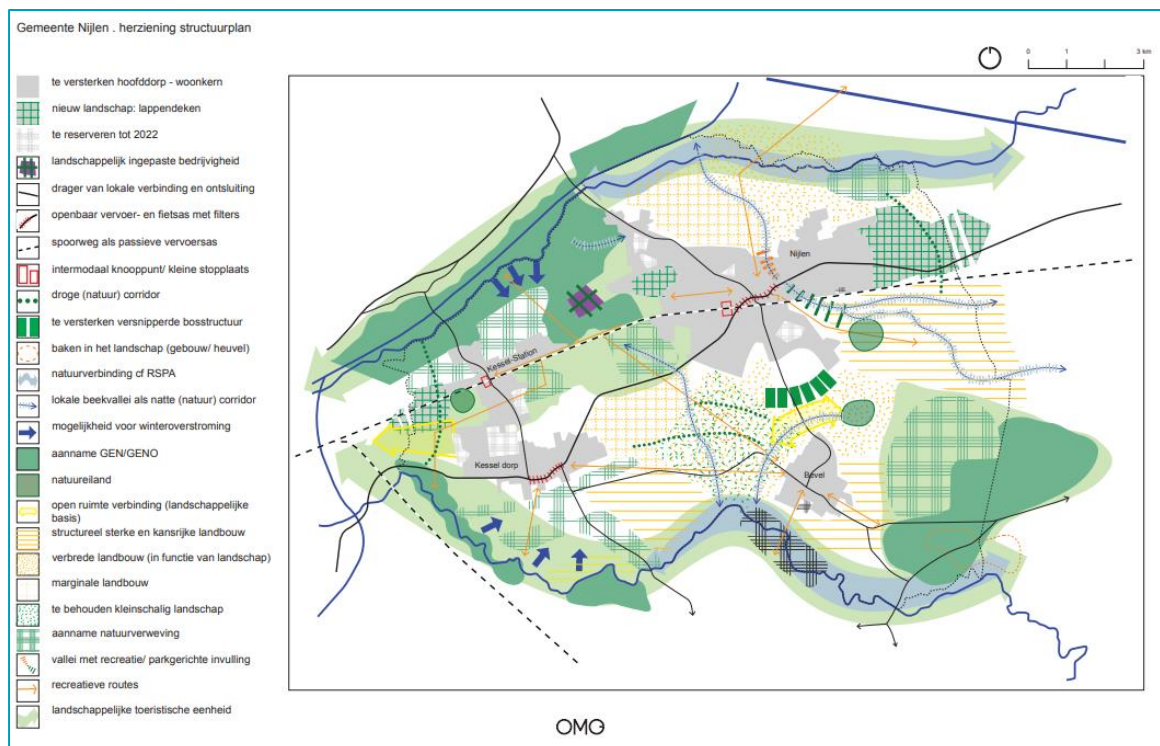 Gemeente Nijlen . herziening structuurplan
0 1 3 km
te versterken hoofddorp - woonkern
nieuw landschap: lappendeken
te reserveren tot 2022
landschappelijk ingepaste bedrijvigheid
drager van lokale verbinding en ontsluiting
openbaar vervoer- en fietsas met filters
spoorweg als passieve vervoersas
intermodaal knooppunt/ kleine stopplaats
droge (natuur) corridor
te versterken versnipperde bosstructuur
baken in het landschap (gebouw/ heuvel)
natuurverbinding cf RSPA
lokale beekvallei als natte (natuur) corridor
mogelijkheid voor winteroverstroming
aanname GEN/GENO
natuureiland
open ruimte verbinding (landschappelijke
basis)
structureel sterke en kansrijke landbouw
verbrede landbouw (in functie van landschap)
marginale landbouw
te behouden kleinschalig landschap
aanname natuurverweving
vallei met recreatie/ parkgerichte invulling
recreatieve routes
landschappelijke toeristische eenheid
Nijlen
Kessel-Station
Kessel dorp
Bevel
OMG